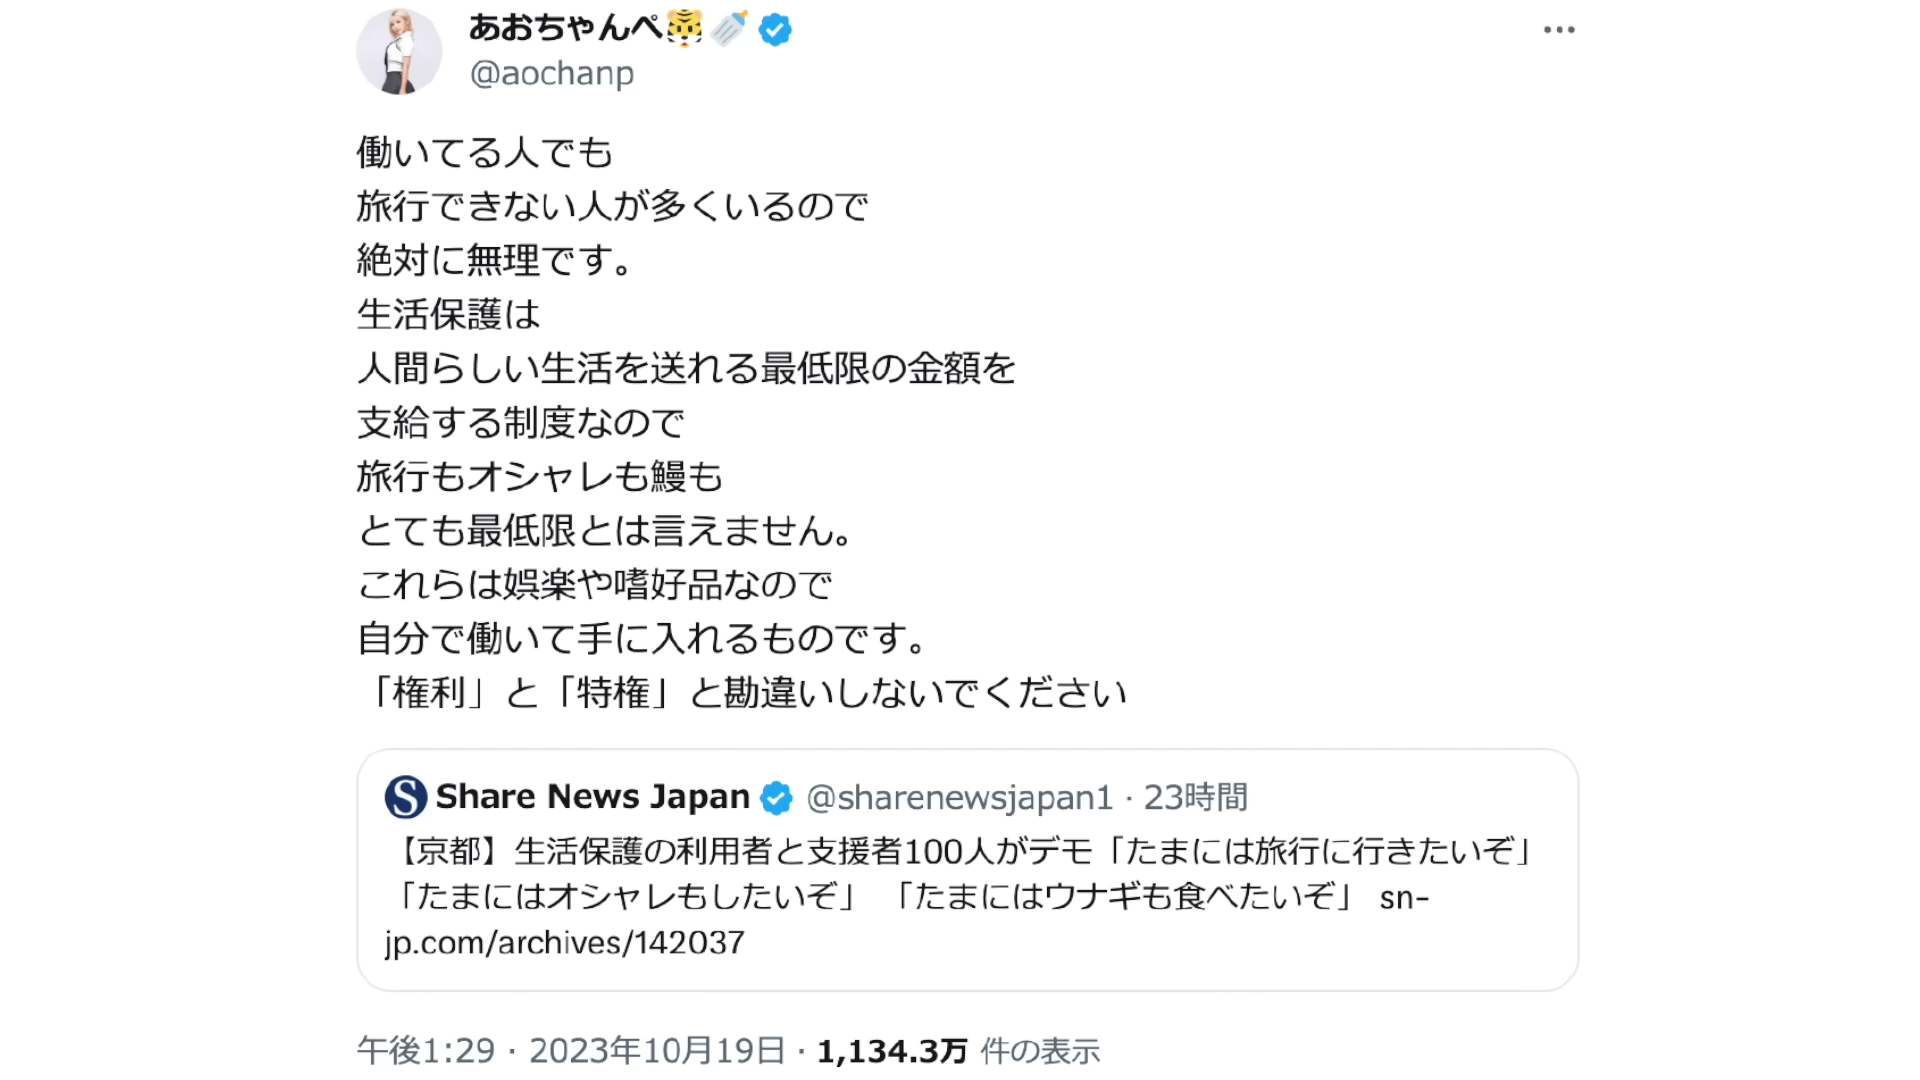 あおちゃんぺ🐯🍼
@aochanp
働いてる人でも
旅行できない人が多くいるので
絶対に無理です。
生活保護は
人間らしい生活を送れる最低限の金額を
支給する制度なので
旅行もオシャレも鰻も
とても最低限とは言えません。
これらは娯楽や嗜好品なので
自分で働いて手に入れるものです。
「権利」と「特権」と勘違いしないでください
S Share News Japan @sharenewsjapan1 · 23時間
【京都】生活保護の利用者と支援者100人がデモ「たまには旅行に行きたいぞ」
「たまにはオシャレもしたいぞ」「たまにはウナギも食べたいぞ」 sn-
jp.com/archives/142037
午後1:29 · 2023年10月19日 · 1,134.3万 件の表示